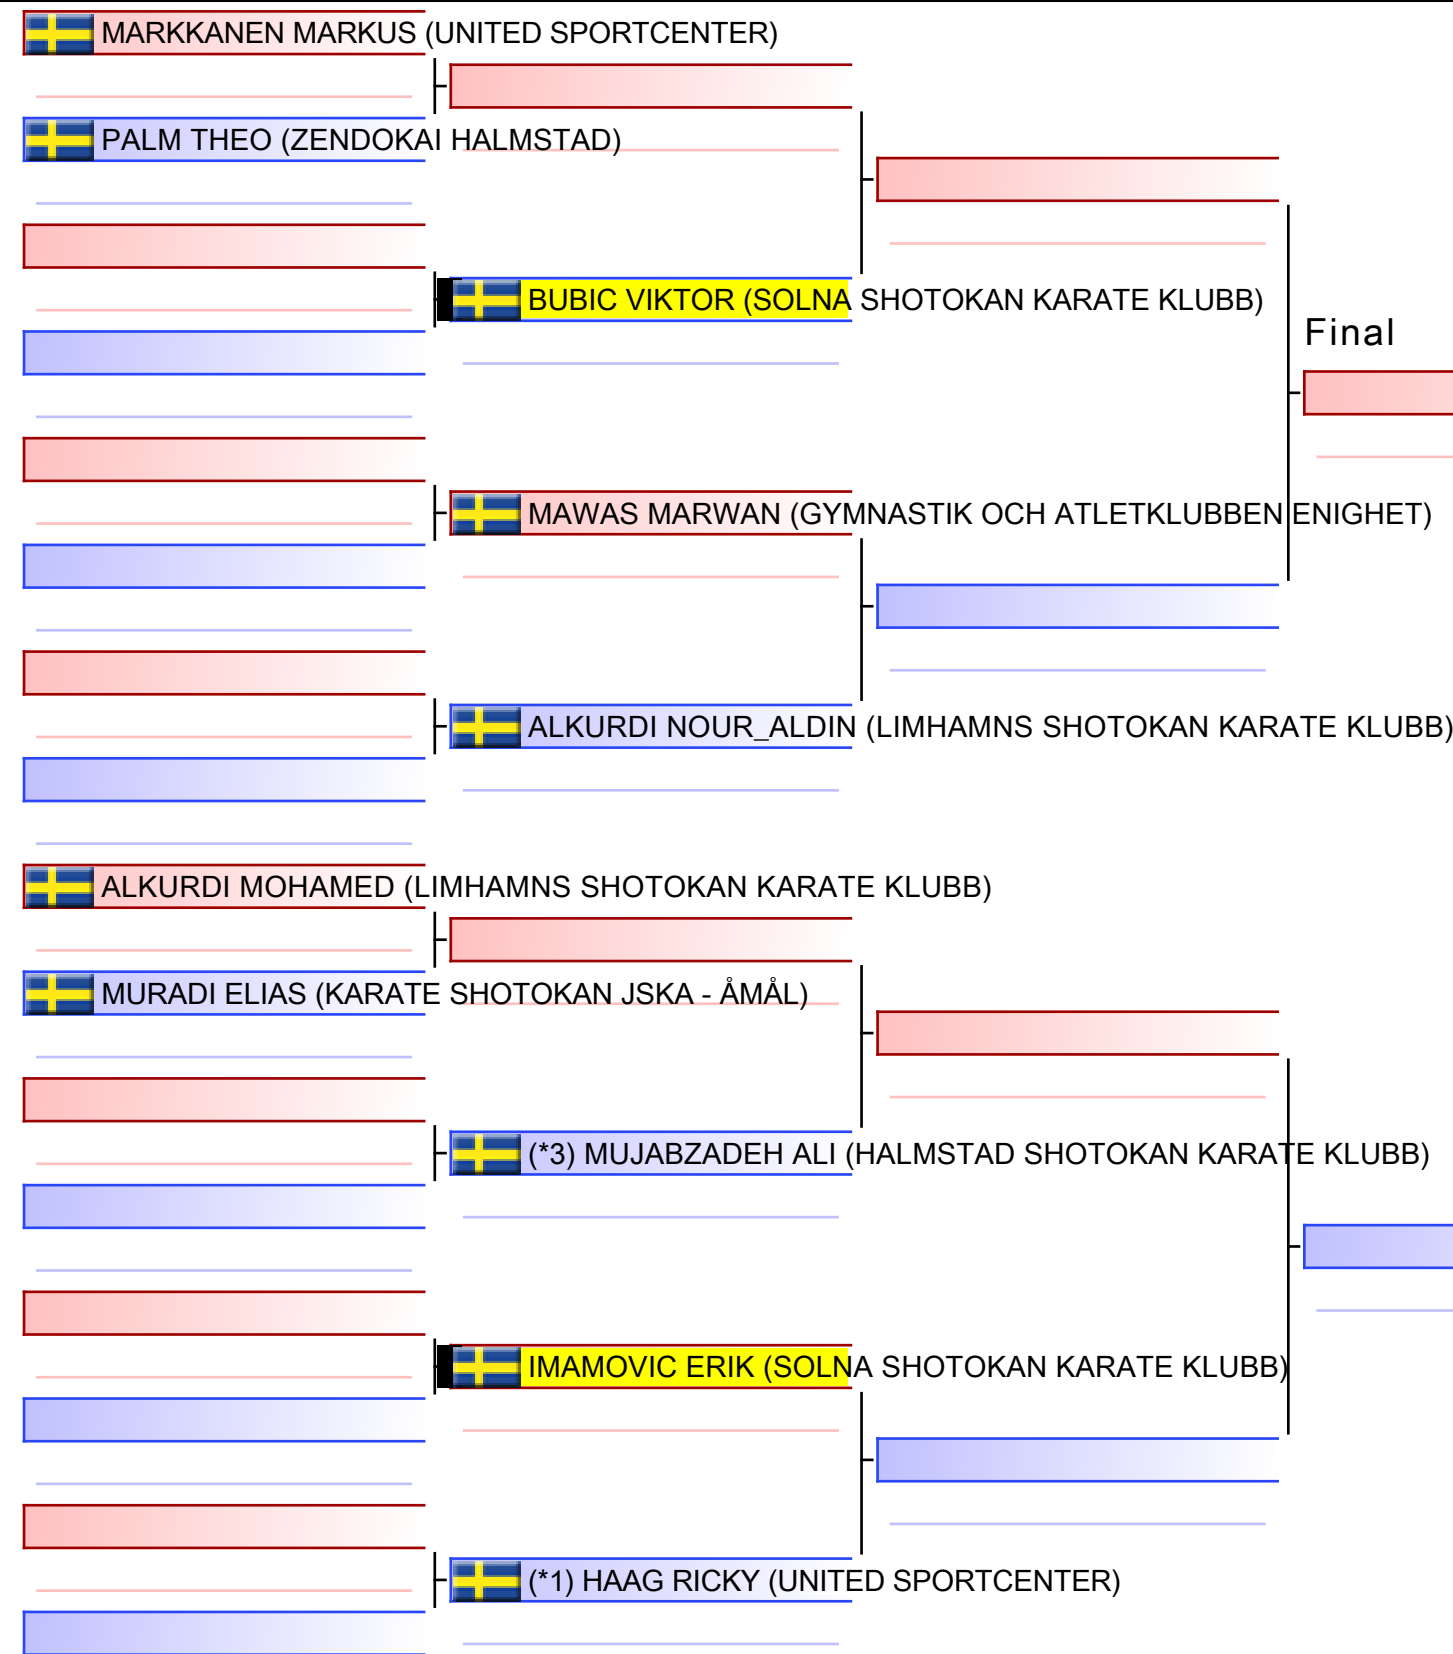 MARKKANEN MARKUS (UNITED SPORTCENTER)
PALM THEO (ZENDOKAI HALMSTAD)
BUBIC VIKTOR (SOLNA SHOTOKAN KARATE KLUBB)
Final
MAWAS MARWAN (GYMNASTIK OCH ATLETKLUBBEN ENIGHET)
ALKURDI NOUR_ALDIN (LIMHAMNS SHOTOKAN KARATE KLUBB)
ALKURDI MOHAMED (LIMHAMNS SHOTOKAN KARATE KLUBB)
MURADI ELIAS (KARATE SHOTOKAN JSKA - ÅMÅL)
(*3) MUJABZADEH ALI (HALMSTAD SHOTOKAN KARATE KLUBB)
IMAMOVIC ERIK (SOLNA SHOTOKAN KARATE KLUBB)
(*1) HAAG RICKY (UNITED SPORTCENTER)